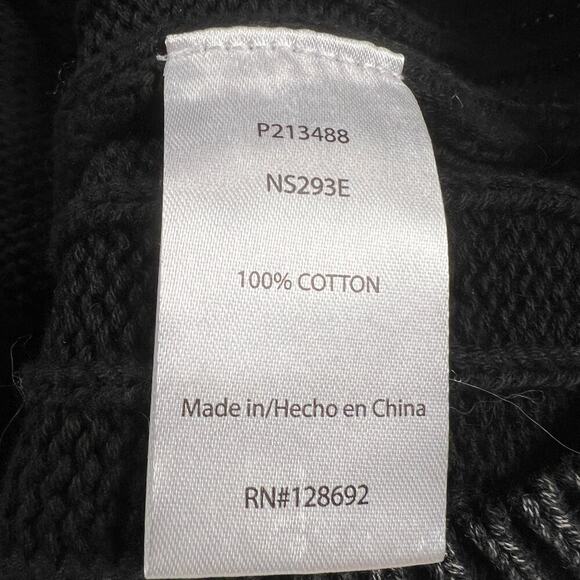 P213488
NS293E
100% COTTON
Made in/Hecho en China
RN#128692